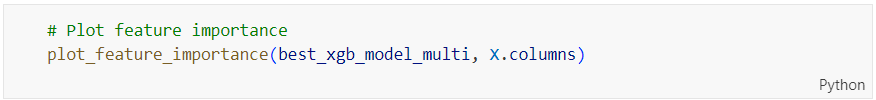 # Plot feature importance
plot_feature_importance(best_xgb_model_multi, X.columns)
Python